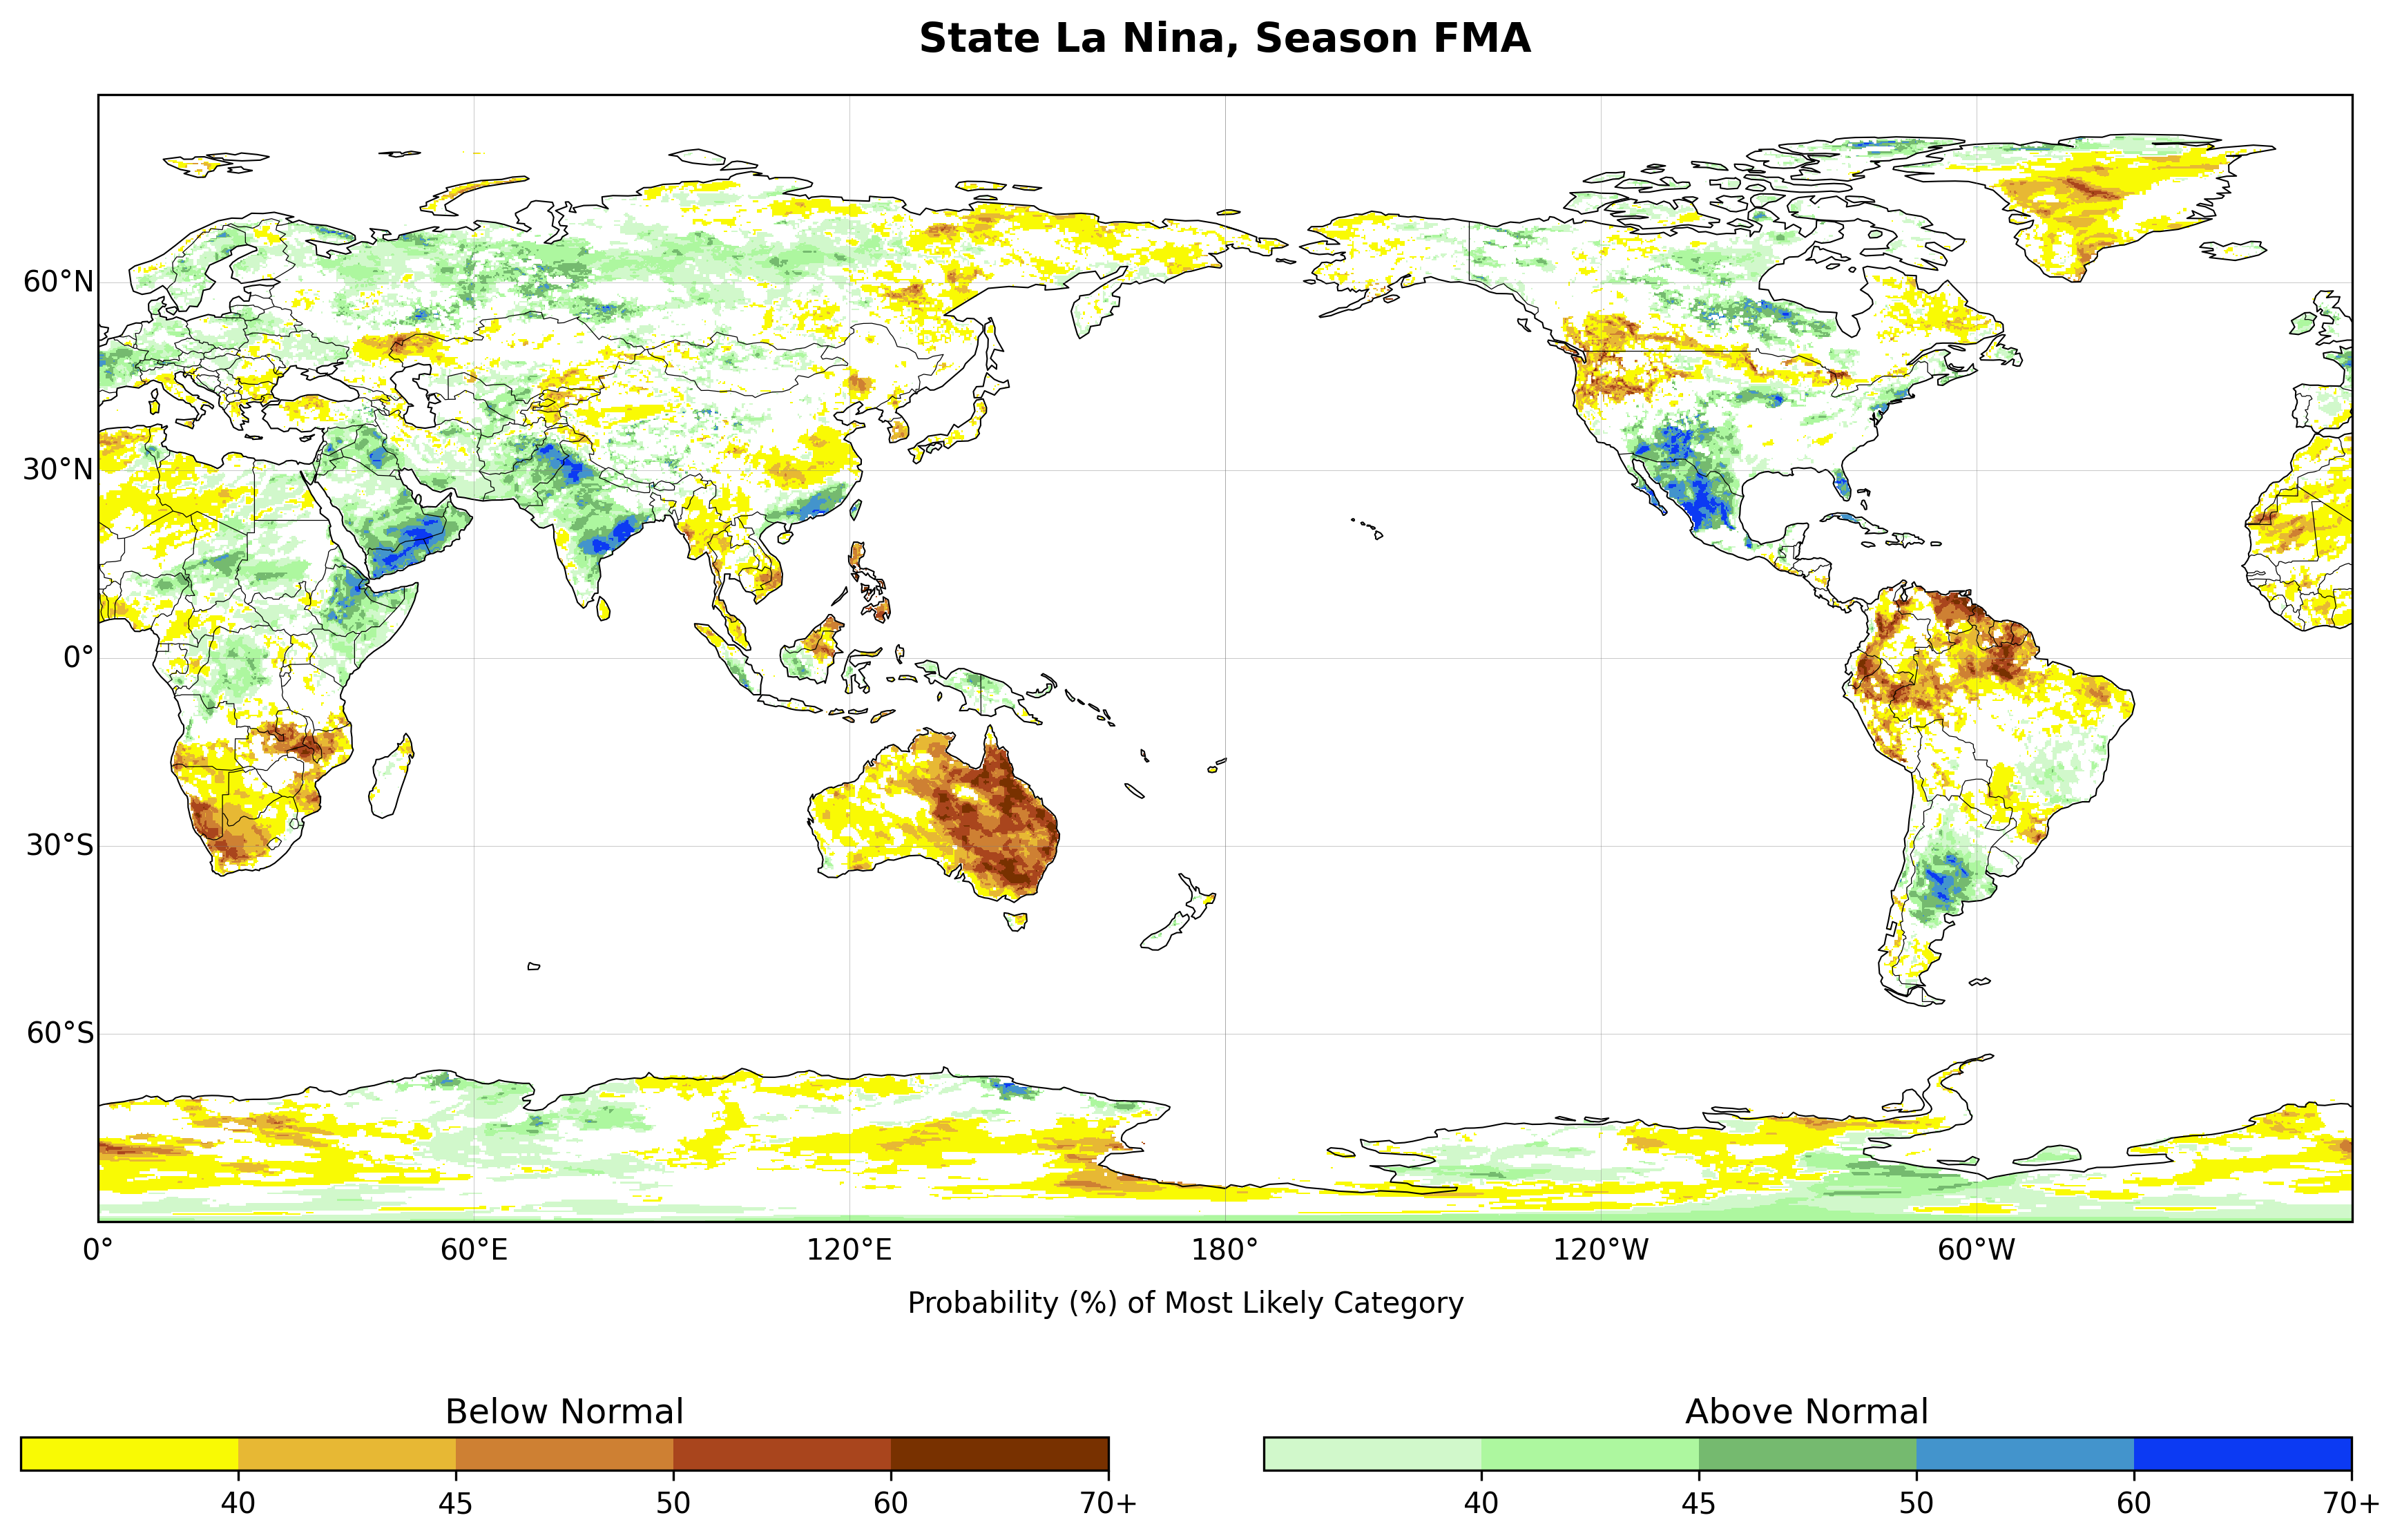 State La Nina, Season FMA
60°N
30°N
0°
30°S
60°S
0° 60°E 120°E 180° 120°W 60°W
Probability (%) of Most Likely Category
Below Normal Above Normal
40 45 50 60 70+ 40 45 50 60 70+